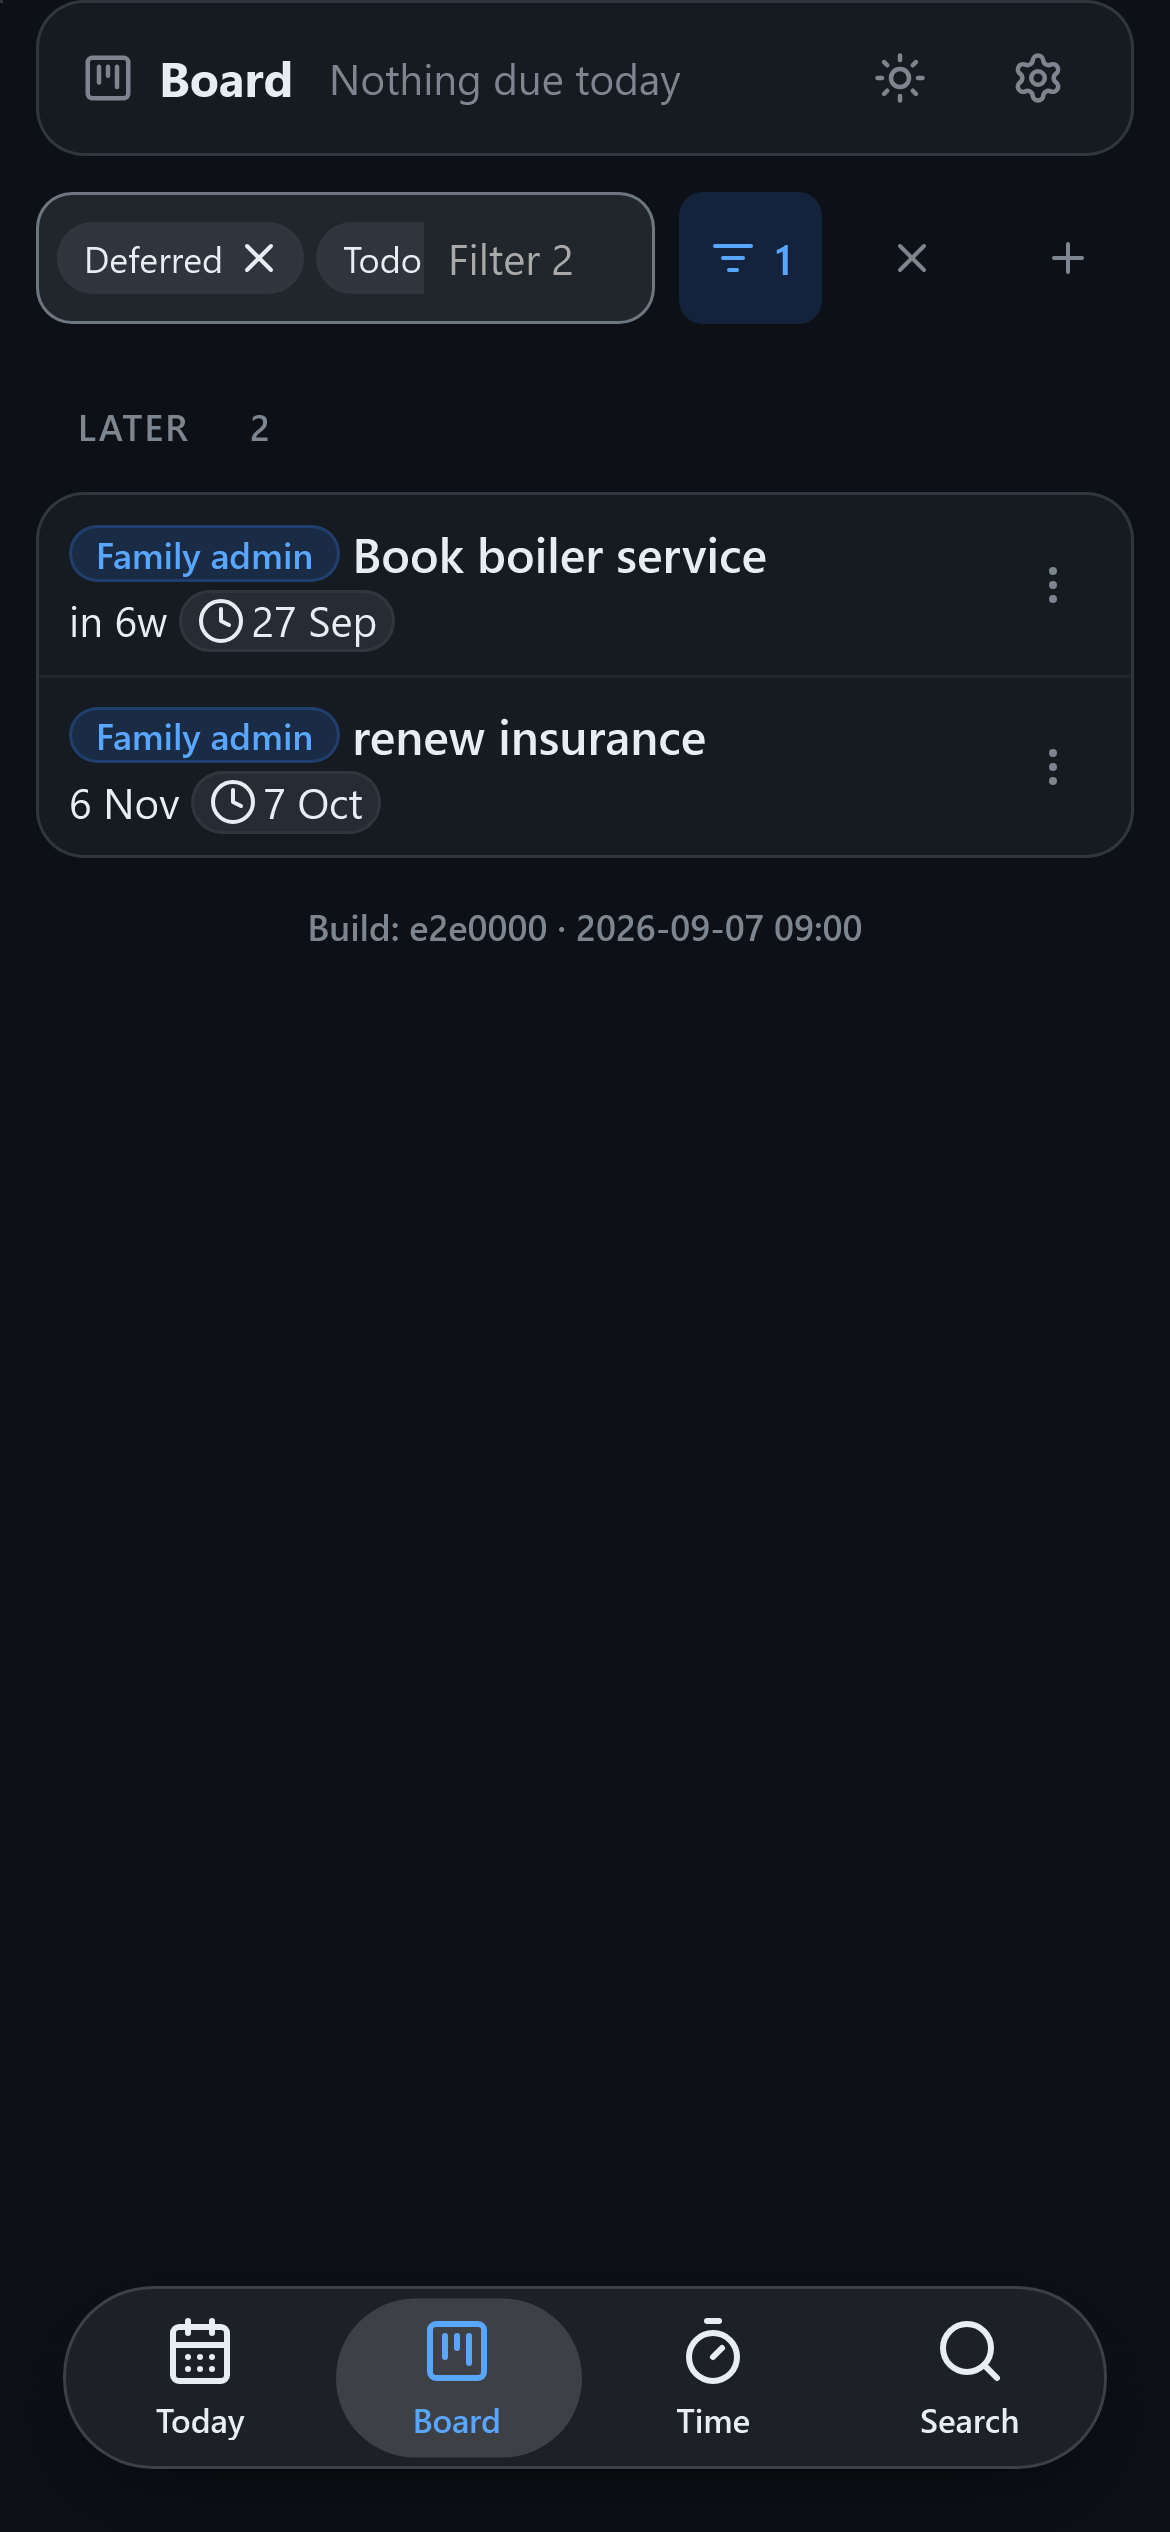 Board Nothing due today
Deferred Todo Filter 2 1
LATER 2
Family admin Book boiler service
in 6w 27 Sep
Family admin renew insurance
6 Nov 7 Oct
Build: e2e0000 · 2026-09-07 09:00
Today Board Time Search